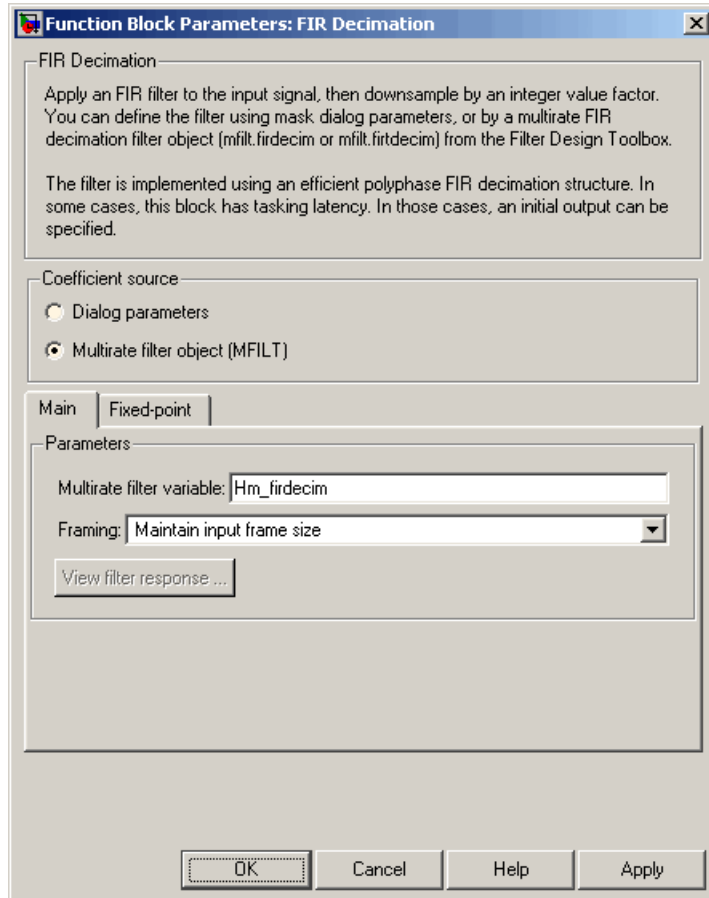 Function Block Parameters: FIR Decimation
FIR Decimation
Apply an FIR filter to the input signal, then downsample by an integer value factor.
You can define the filter using mask dialog parameters, or by a multirate FIR
decimation filter object (mfilt.firdecim or mfilt.firtdecim) from the Filter Design Toolbox.
The filter is implemented using an efficient polyphase FIR decimation structure. In
some cases, this block has tasking latency. In those cases, an initial output can be
specified.
Coefficient source
Dialog parameters
Multirate filter object (MFILT)
Main Fixed-point
Parameters
Multirate filter variable: Hm_firdecim
Framing: Maintain input frame size
View filter response ...
OK Cancel Help Apply